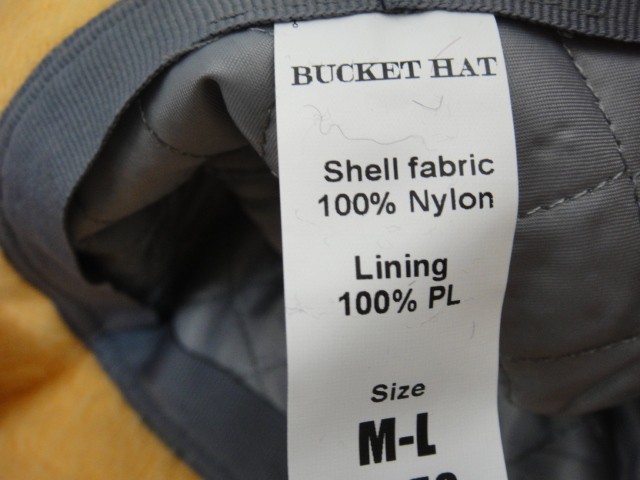 BUCKET HAT
Shell fabric
100% Nylon
Lining
100% PL
Size
M-L